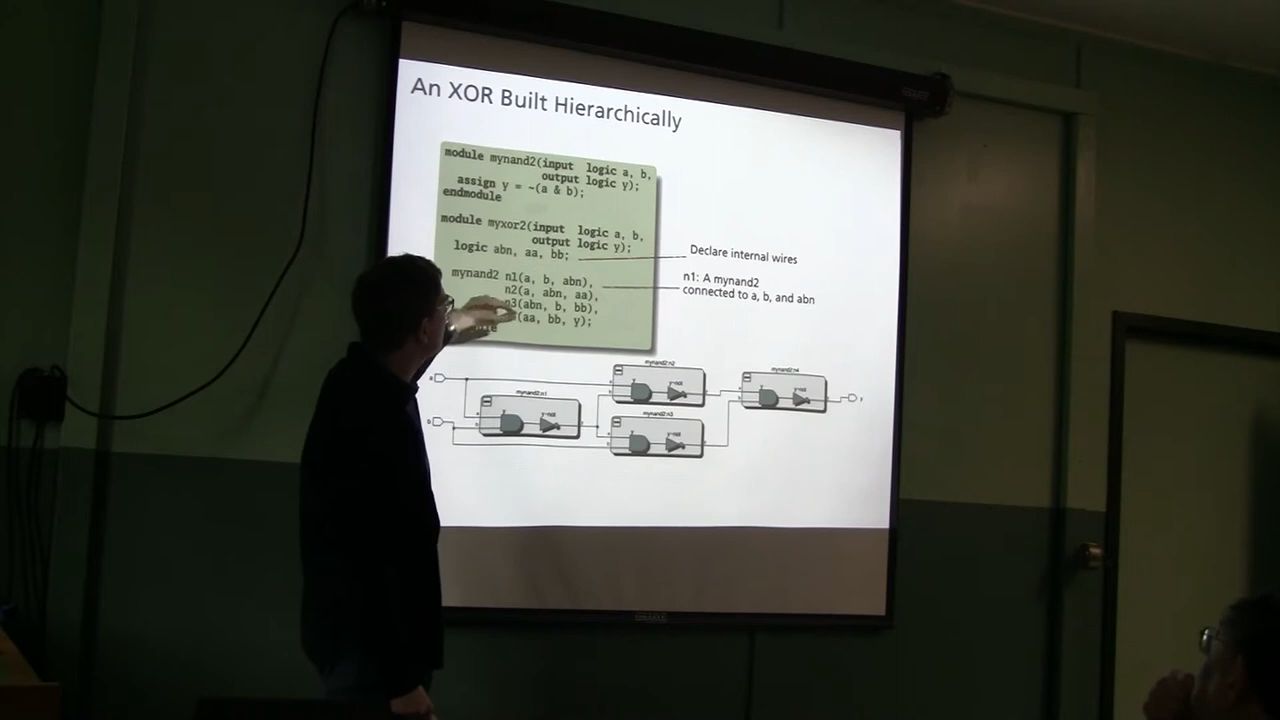 An XOR Built Hierarchically
module mynand2(input logic a, b,
output logic y);
assign y = ~(a & b);
endmodule
module myxor2(input logic a, b,
output logic y);
logic abn, aa, bb;
Declare internal wires
mynand2 n1(a, b, abn),
n2(a, abn, aa),
n3(abn, b, bb),
(aa, bb, y);
n1: A mynand2
connected to a, b, and abn
mynand2:n2
mynand2:n4
mynand2:n1
mynand2:n3
a
b
y